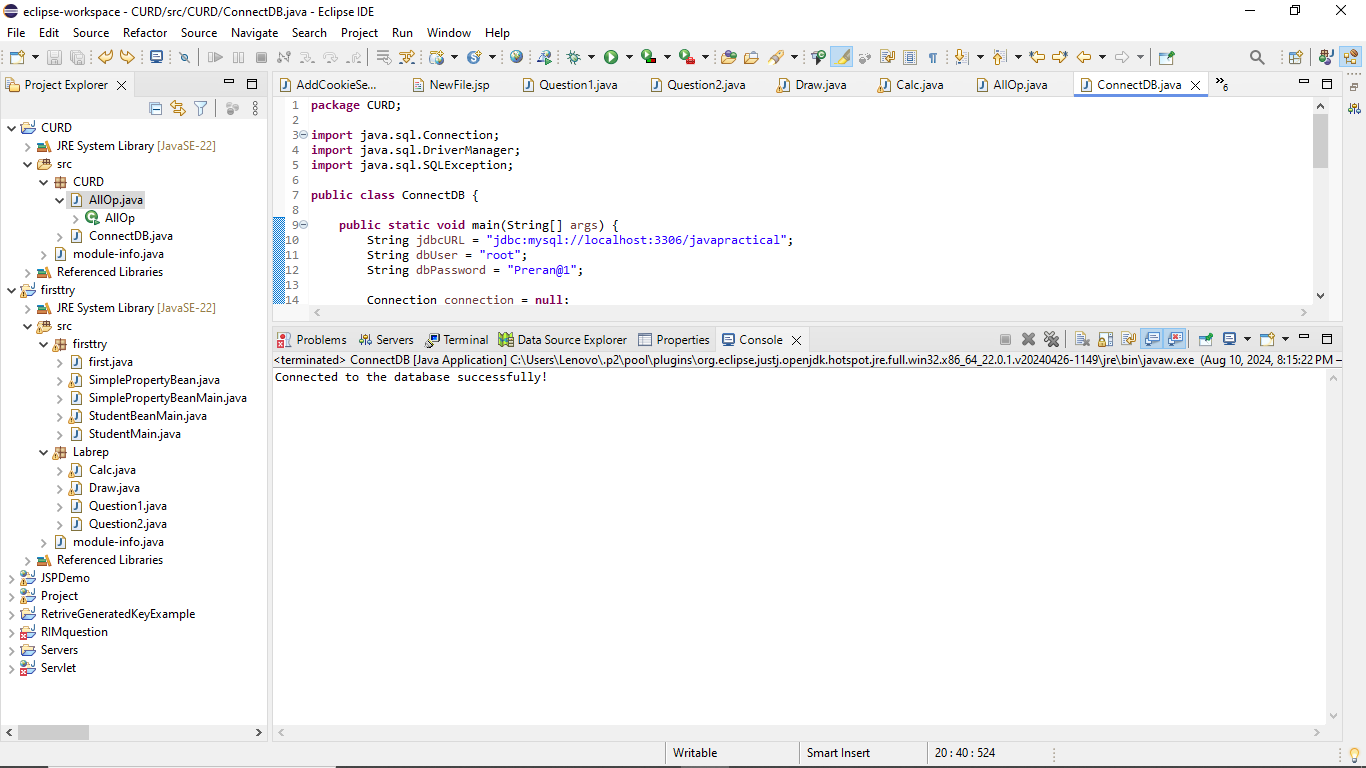 eclipse-workspace - CURD/src/CURD/ConnectDB.java - Eclipse IDE
File Edit Source Refactor Source Navigate Search Project Run Window Help
Project Explorer
CURD
JRE System Library [JavaSE-22]
src
CURD
AllOp.java
AllOp
ConnectDB.java
module-info.java
Referenced Libraries
firsttry
JRE System Library [JavaSE-22]
src
firsttry
first.java
SimplePropertyBean.java
SimplePropertyBeanMain.java
StudentBeanMain.java
StudentMain.java
Labrep
Calc.java
Draw.java
Question1.java
Question2.java
module-info.java
Referenced Libraries
JSPDemo
Project
RetriveGeneratedKeyExample
RIMquestion
Servers
Servlet
AddCookieSe... NewFile.jsp Question1.java Question2.java Draw.java Calc.java AllOp.java ConnectDB.java »6
1 package CURD;
2
3 import java.sql.Connection;
4 import java.sql.DriverManager;
5 import java.sql.SQLException;
6
7 public class ConnectDB {
8
9 public static void main(String[] args) {
10 String jdbcURL = "jdbc:mysql://localhost:3306/javapractical";
11 String dbUser = "root";
12 String dbPassword = "Preran@1";
13
14 Connection connection = null;
Problems Servers Terminal Data Source Explorer Properties Console
<terminated> ConnectDB [Java Application] C:\Users\Lenovo\.p2\pool\plugins\org.eclipse.justj.openjdk.hotspot.jre.full.win32.x86_64_22.0.1.v20240426-1149\jre\bin\javaw.exe (Aug 10, 2024, 8:15:22 PM –
Connected to the database successfully!
Writable Smart Insert 20 : 40 : 524